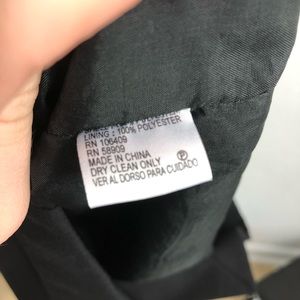 LINING : 100% POLYESTER
RN 106409
RN 58909
MADE IN CHINA
DRY CLEAN ONLY P
VER AL DORSO PARA CUIDADO.